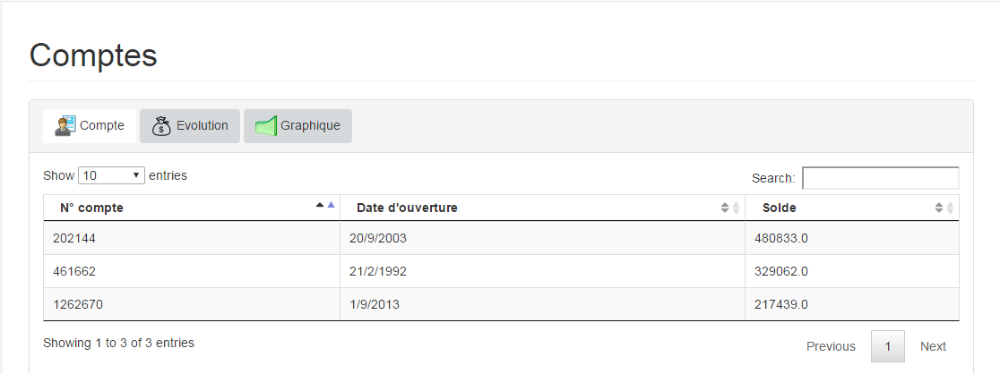 Comptes
Compte Evolution Graphique
Show 10 entries Search:
N° compte Date d'ouverture Solde
202144 20/9/2003 480833.0
461662 21/2/1992 329062.0
1262670 1/9/2013 217439.0
Showing 1 to 3 of 3 entries Previous 1 Next